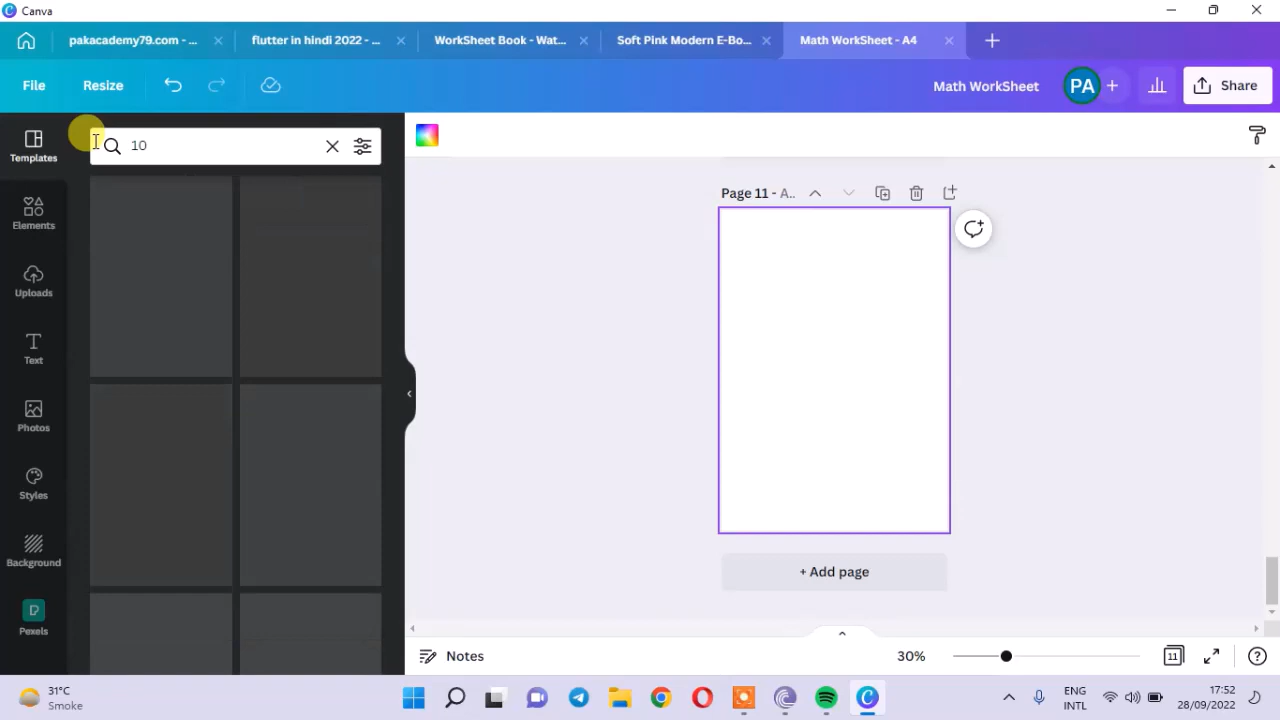 Canva
pakacademy79.com - ...
flutter in hindi 2022 - ...
WorkSheet Book - Wat...
Soft Pink Modern E-Bo...
Math WorkSheet - A4
File
Resize
Math WorkSheet
PA
Share
Templates
10
Elements
Uploads
Text
Photos
Styles
Background
Pexels
Page 11 - A..
+ Add page
Notes
30%
11
31°C
Smoke
ENG
INTL
17:52
28/09/2022